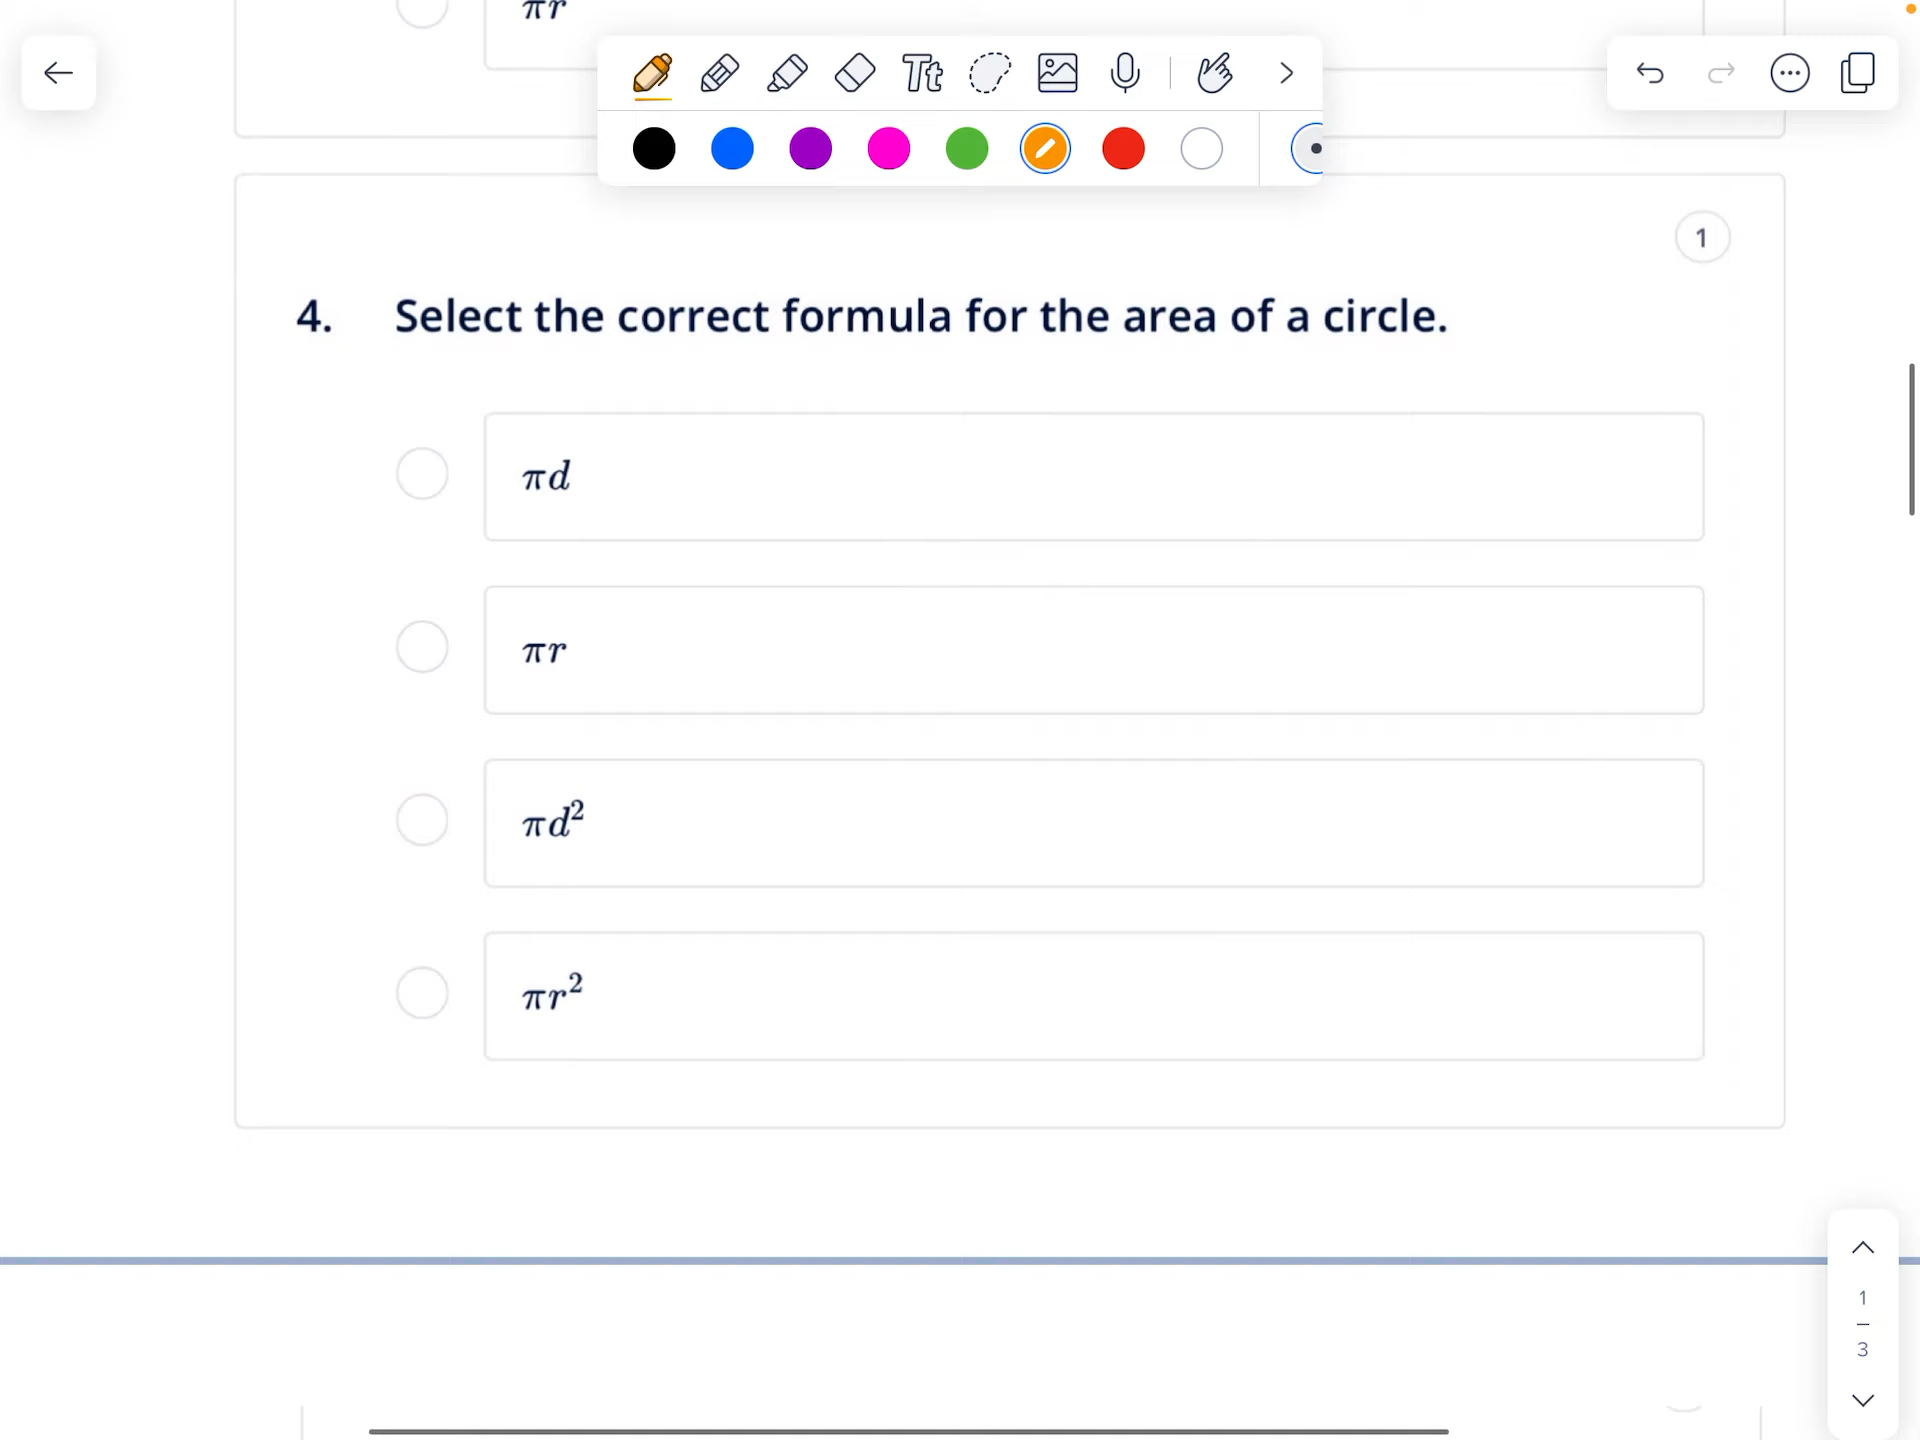 πr
Tt
1
4. Select the correct formula for the area of a circle.
πd
πr
πd²
πr²
1
3